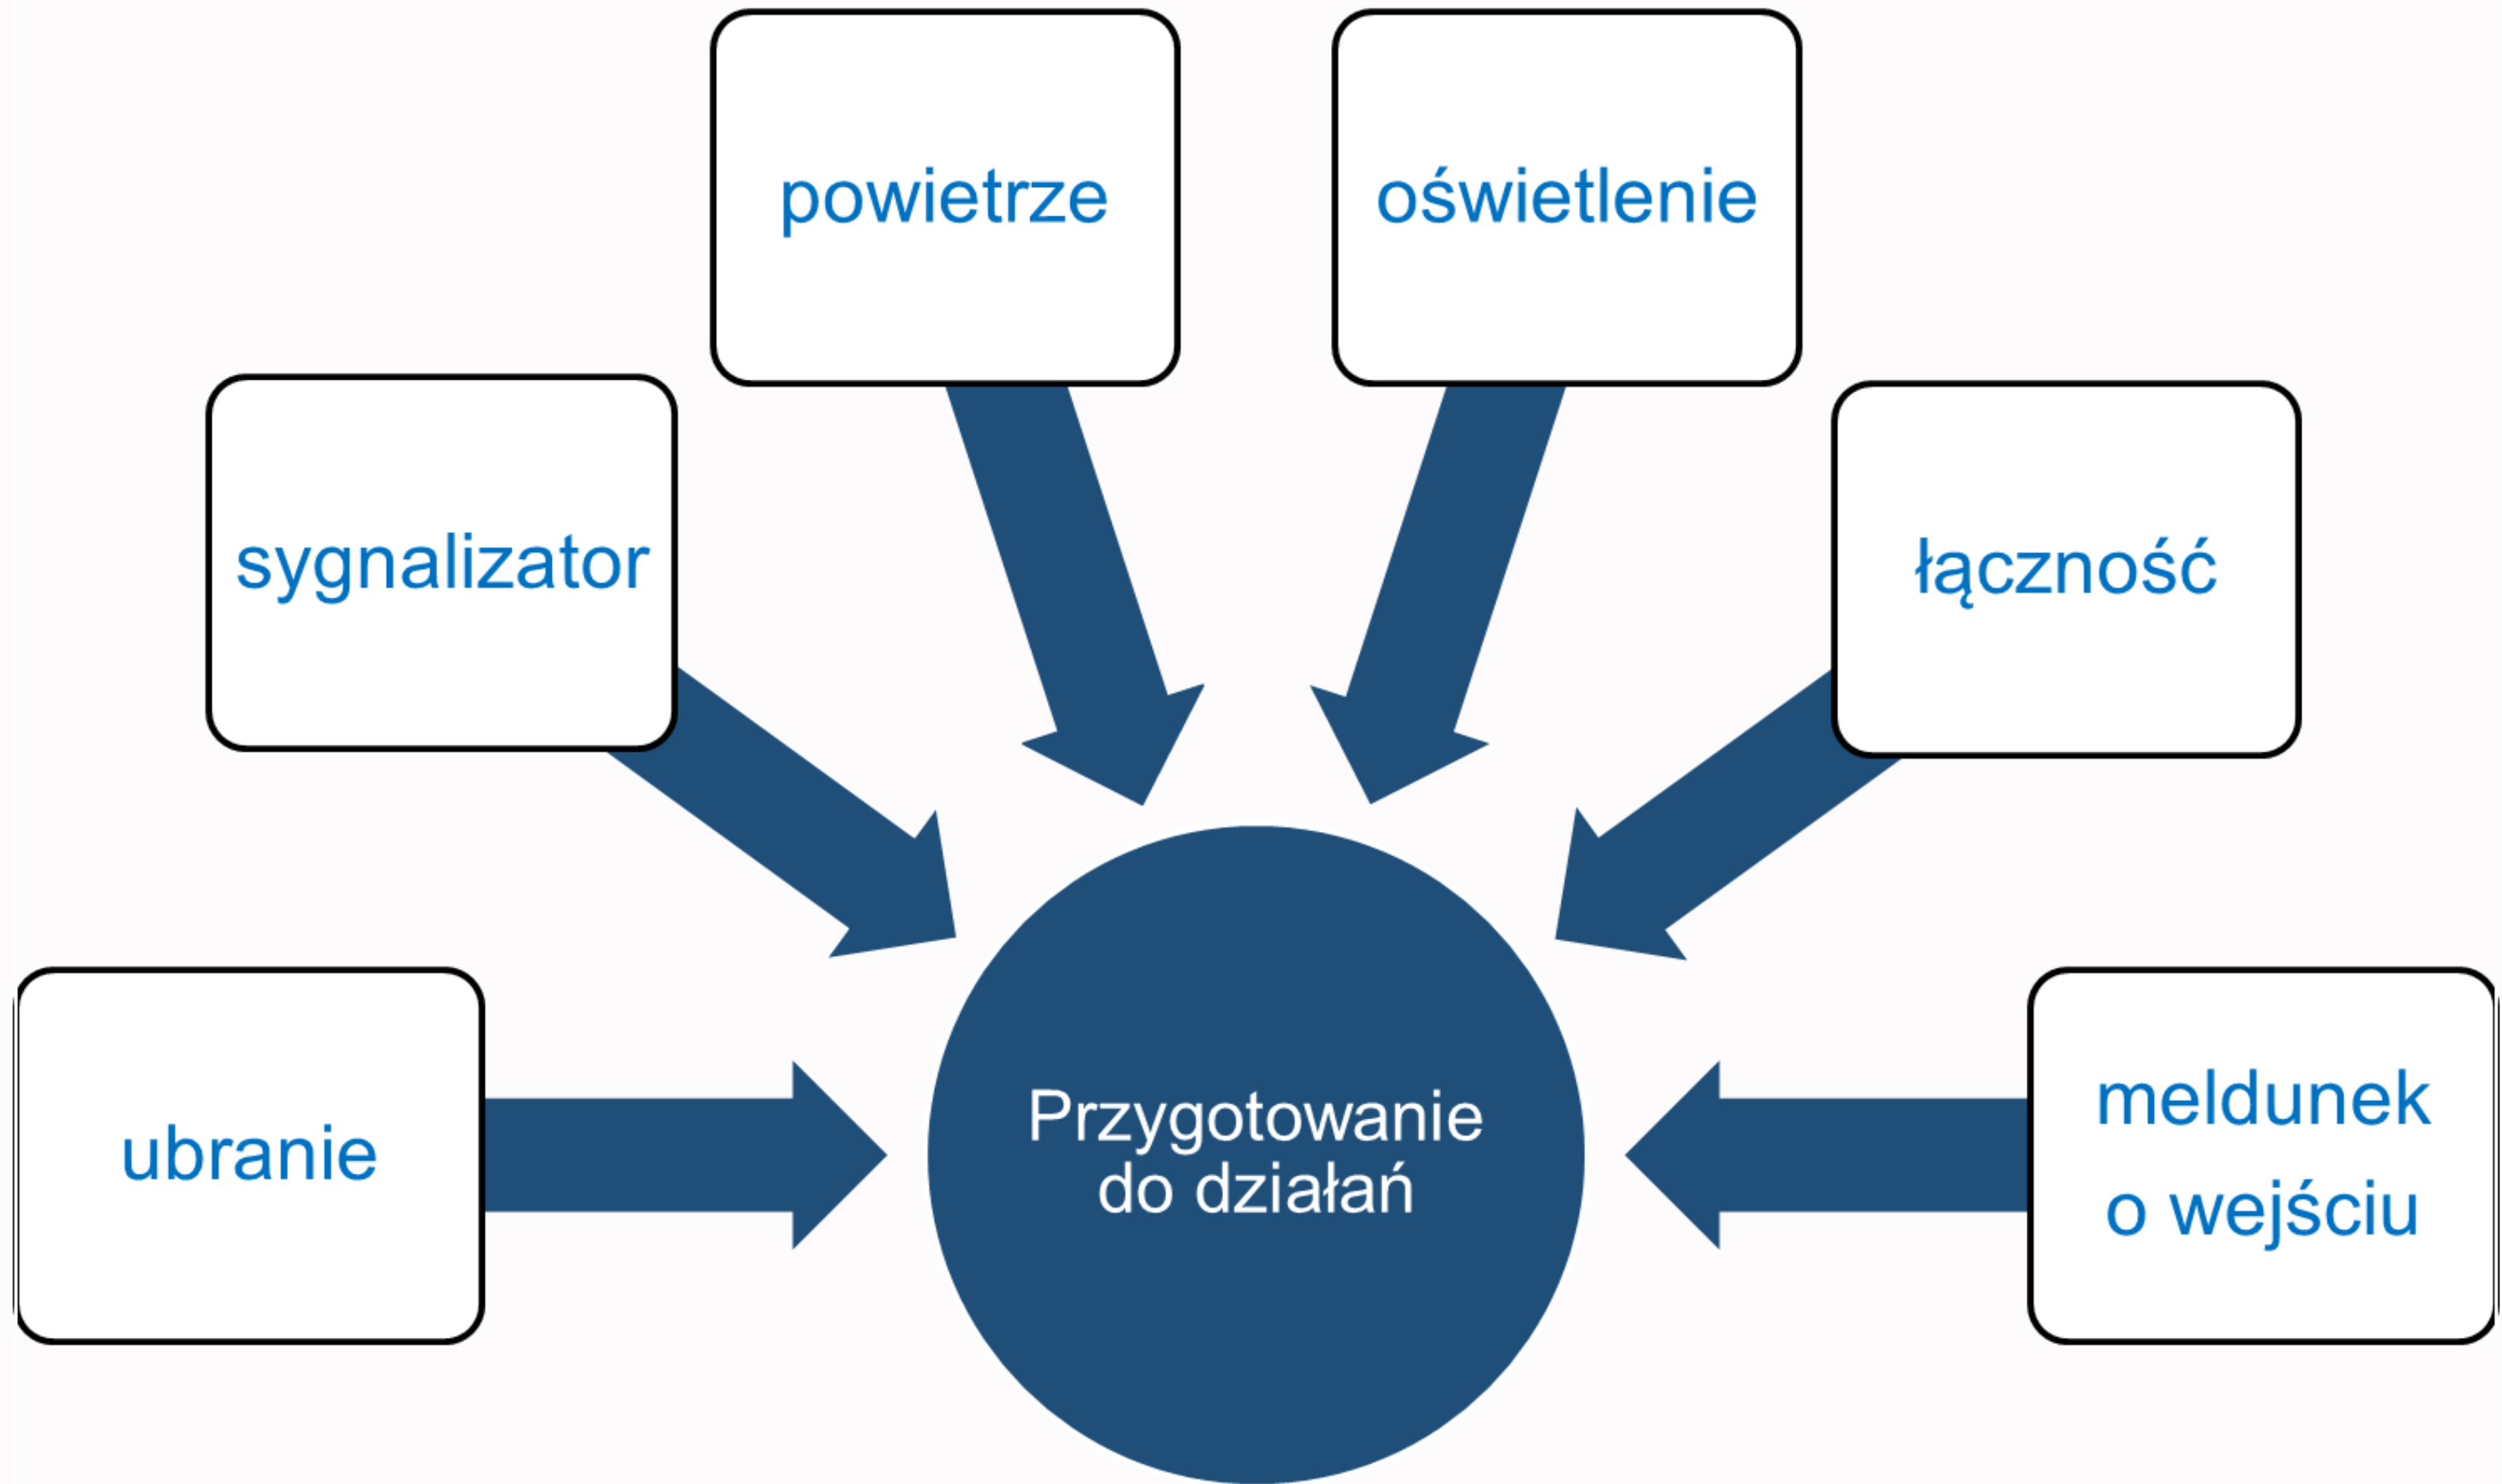 powietrze
oświetlenie
sygnalizator
łączność
ubranie
Przygotowanie
do działań
meldunek
o wejściu